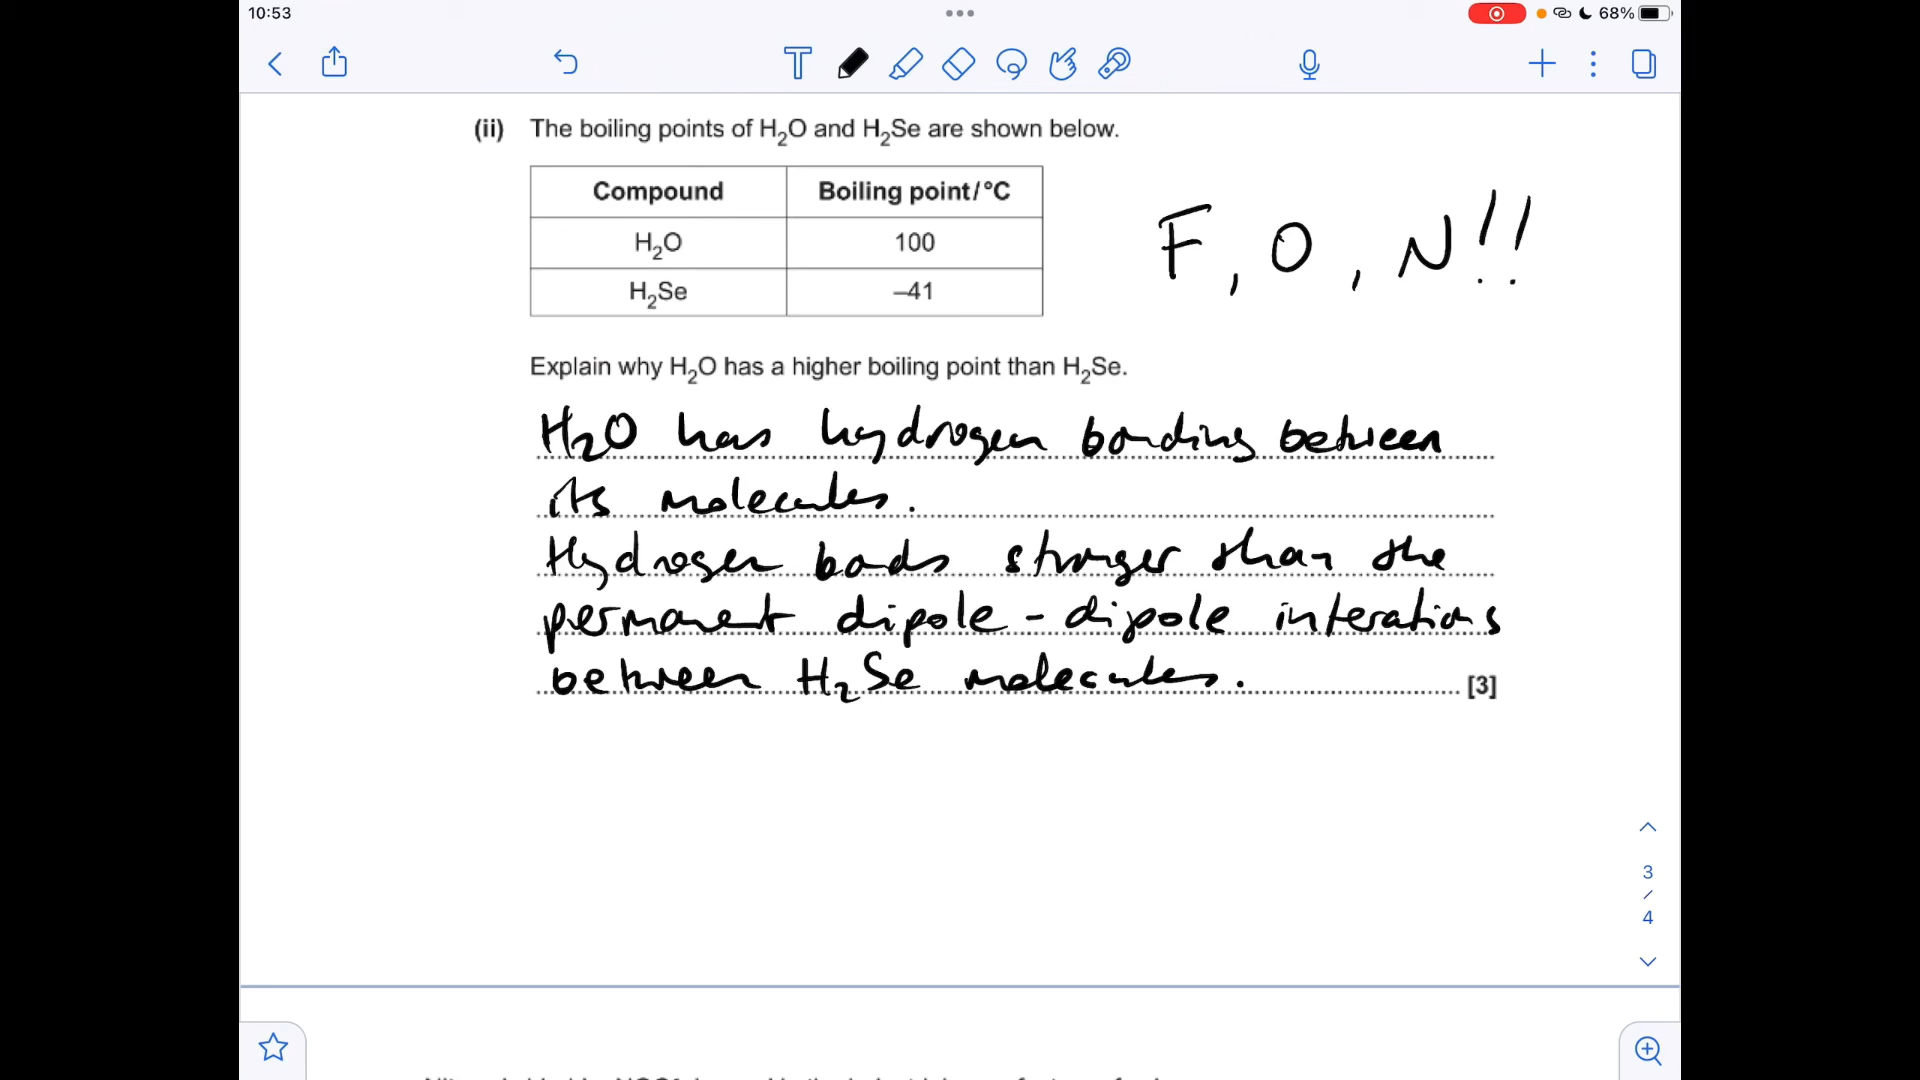 10:53
68%
(ii) The boiling points of H₂O and H₂Se are shown below.
Compound Boiling point/°C
H₂O 100
H₂Se –41
F, O, N!!
Explain why H₂O has a higher boiling point than H₂Se.
H₂O has hydrogen bonding between
its molecules.
Hydrogen bonds stronger than the
permanent dipole - dipole interations
between H₂Se molecules.
[3]
3
/
4